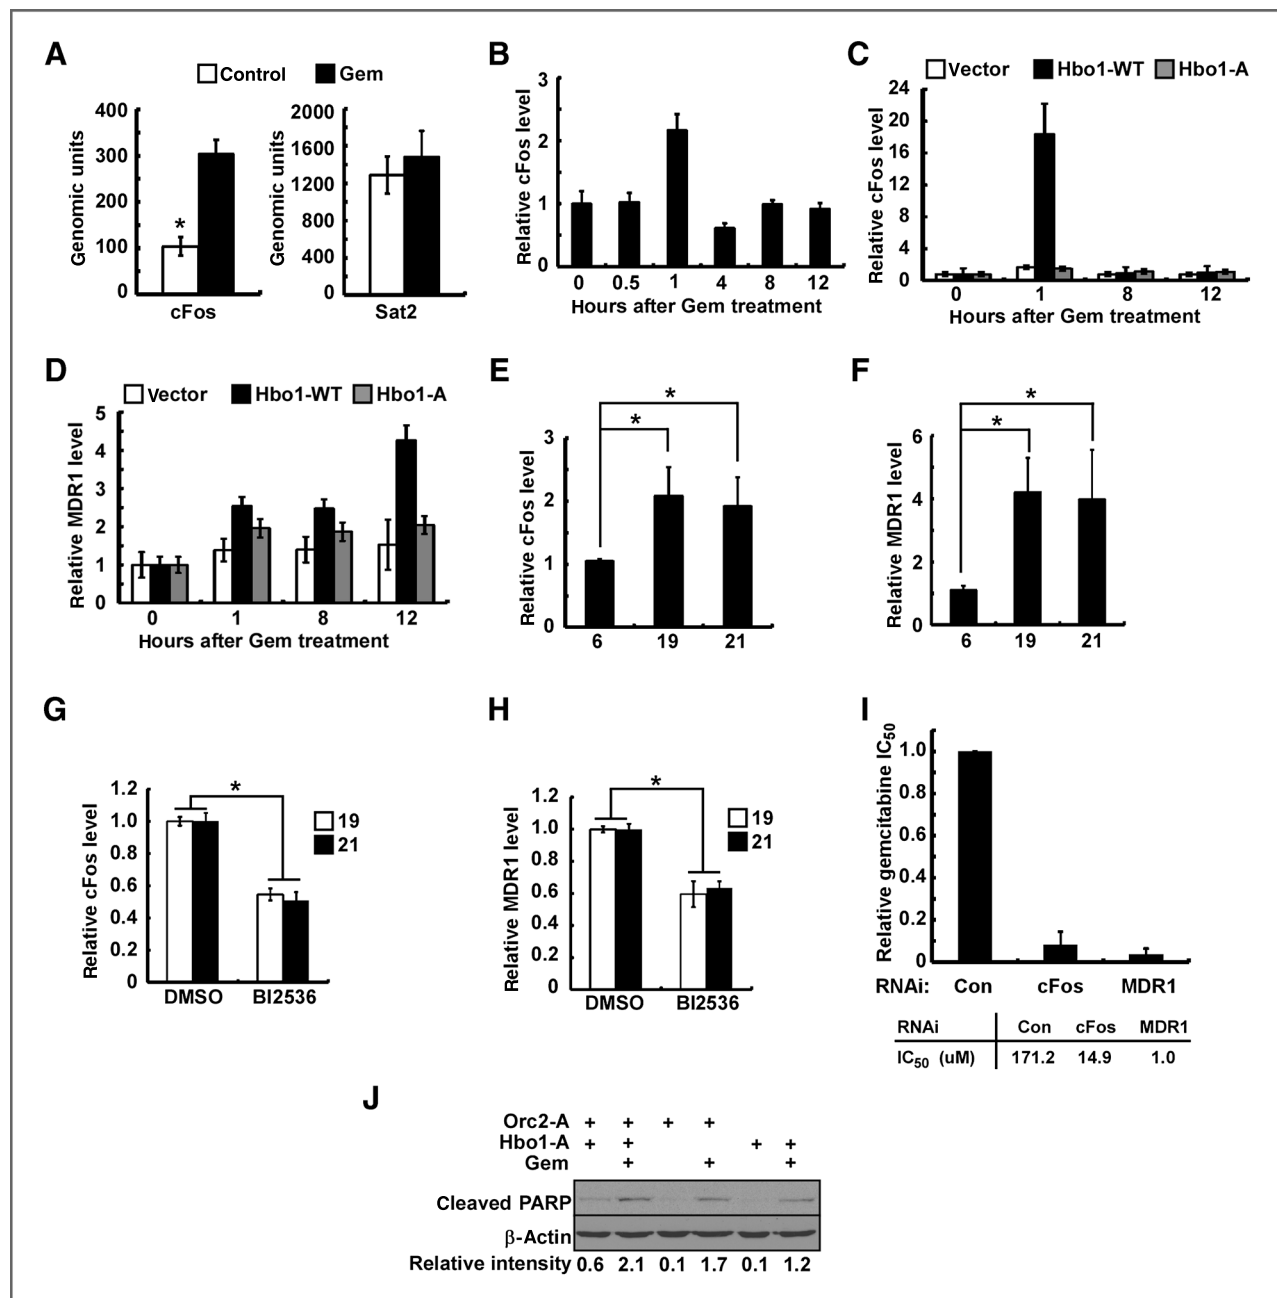 A
Control Gem
Genomic units
400
300
200
100
0
*
cFos
Genomic units
2000
1600
1200
800
400
0
Sat2
B
Relative cFos level
3
2
1
0
0 0.5 1 4 8 12
Hours after Gem treatment
C
Vector Hbo1-WT Hbo1-A
Relative cFos level
24
20
16
12
8
4
0
0 1 8 12
Hours after Gem treatment
D
Vector Hbo1-WT Hbo1-A
Relative MDR1 level
5
4
3
2
1
0
0 1 8 12
Hours after Gem treatment
E
*
*
Relative cFos level
3
2
1
0
6 19 21
F
*
*
Relative MDR1 level
6
4
2
0
6 19 21
G
*
19
21
Relative cFos level
1.2
1.0
0.8
0.6
0.4
0.2
0
DMSO BI2536
H
*
19
21
Relative MDR1 level
1.2
1.0
0.8
0.6
0.4
0.2
0
DMSO BI2536
I
Relative gemcitabine IC50
1.0
0.8
0.6
0.4
0.2
0
RNAi: Con cFos MDR1
RNAi Con cFos MDR1
IC50 (uM) 171.2 14.9 1.0
J
Orc2-A + + + +
Hbo1-A + + + +
Gem + + +
Cleaved PARP
β-Actin
Relative intensity 0.6 2.1 0.1 1.7 0.1 1.2